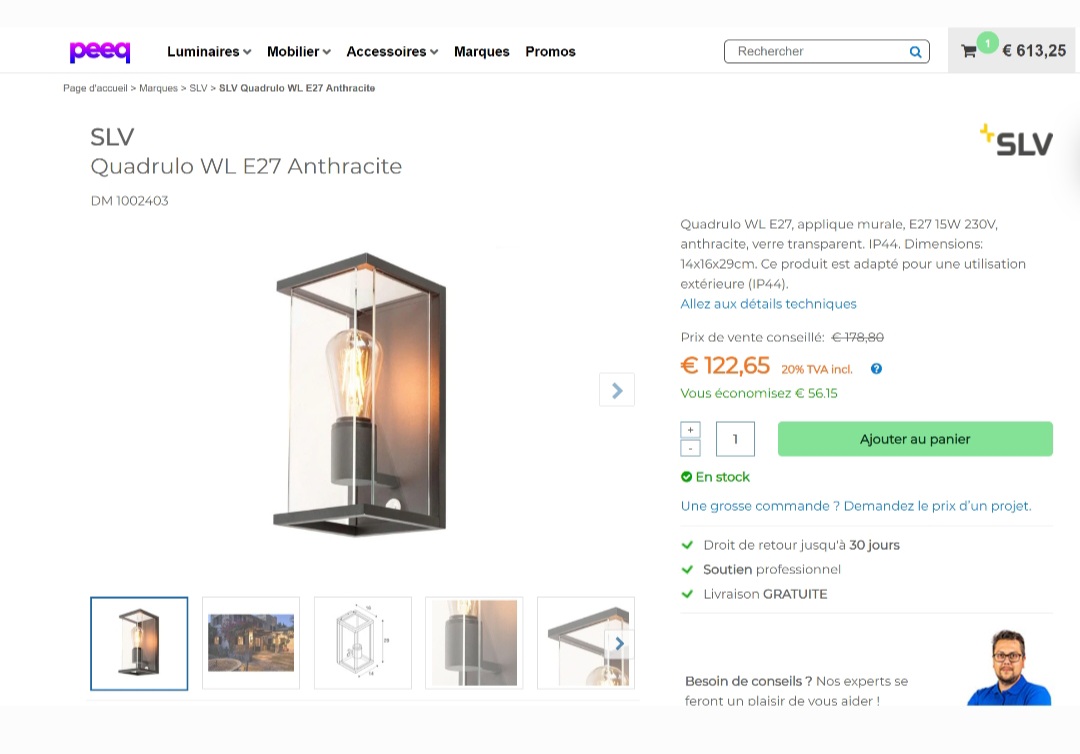 peeq
Luminaires Mobilier Accessoires Marques Promos
Rechercher
1
€ 613,25
Page d'accueil > Marques > SLV > SLV Quadrulo WL E27 Anthracite
SLV
Quadrulo WL E27 Anthracite
DM 1002403
SLV
Quadrulo WL E27, applique murale, E27 15W 230V,
anthracite, verre transparent. IP44. Dimensions:
14x16x29cm. Ce produit est adapté pour une utilisation
extérieure (IP44).
Allez aux détails techniques
Prix de vente conseillé: € 178,80
€ 122,65 20% TVA incl. ?
Vous économisez € 56.15
+
-
1
Ajouter au panier
En stock
Une grosse commande ? Demandez le prix d'un projet.
Droit de retour jusqu'à 30 jours
Soutien professionnel
Livraison GRATUITE
Besoin de conseils ? Nos experts se
feront un plaisir de vous aider !